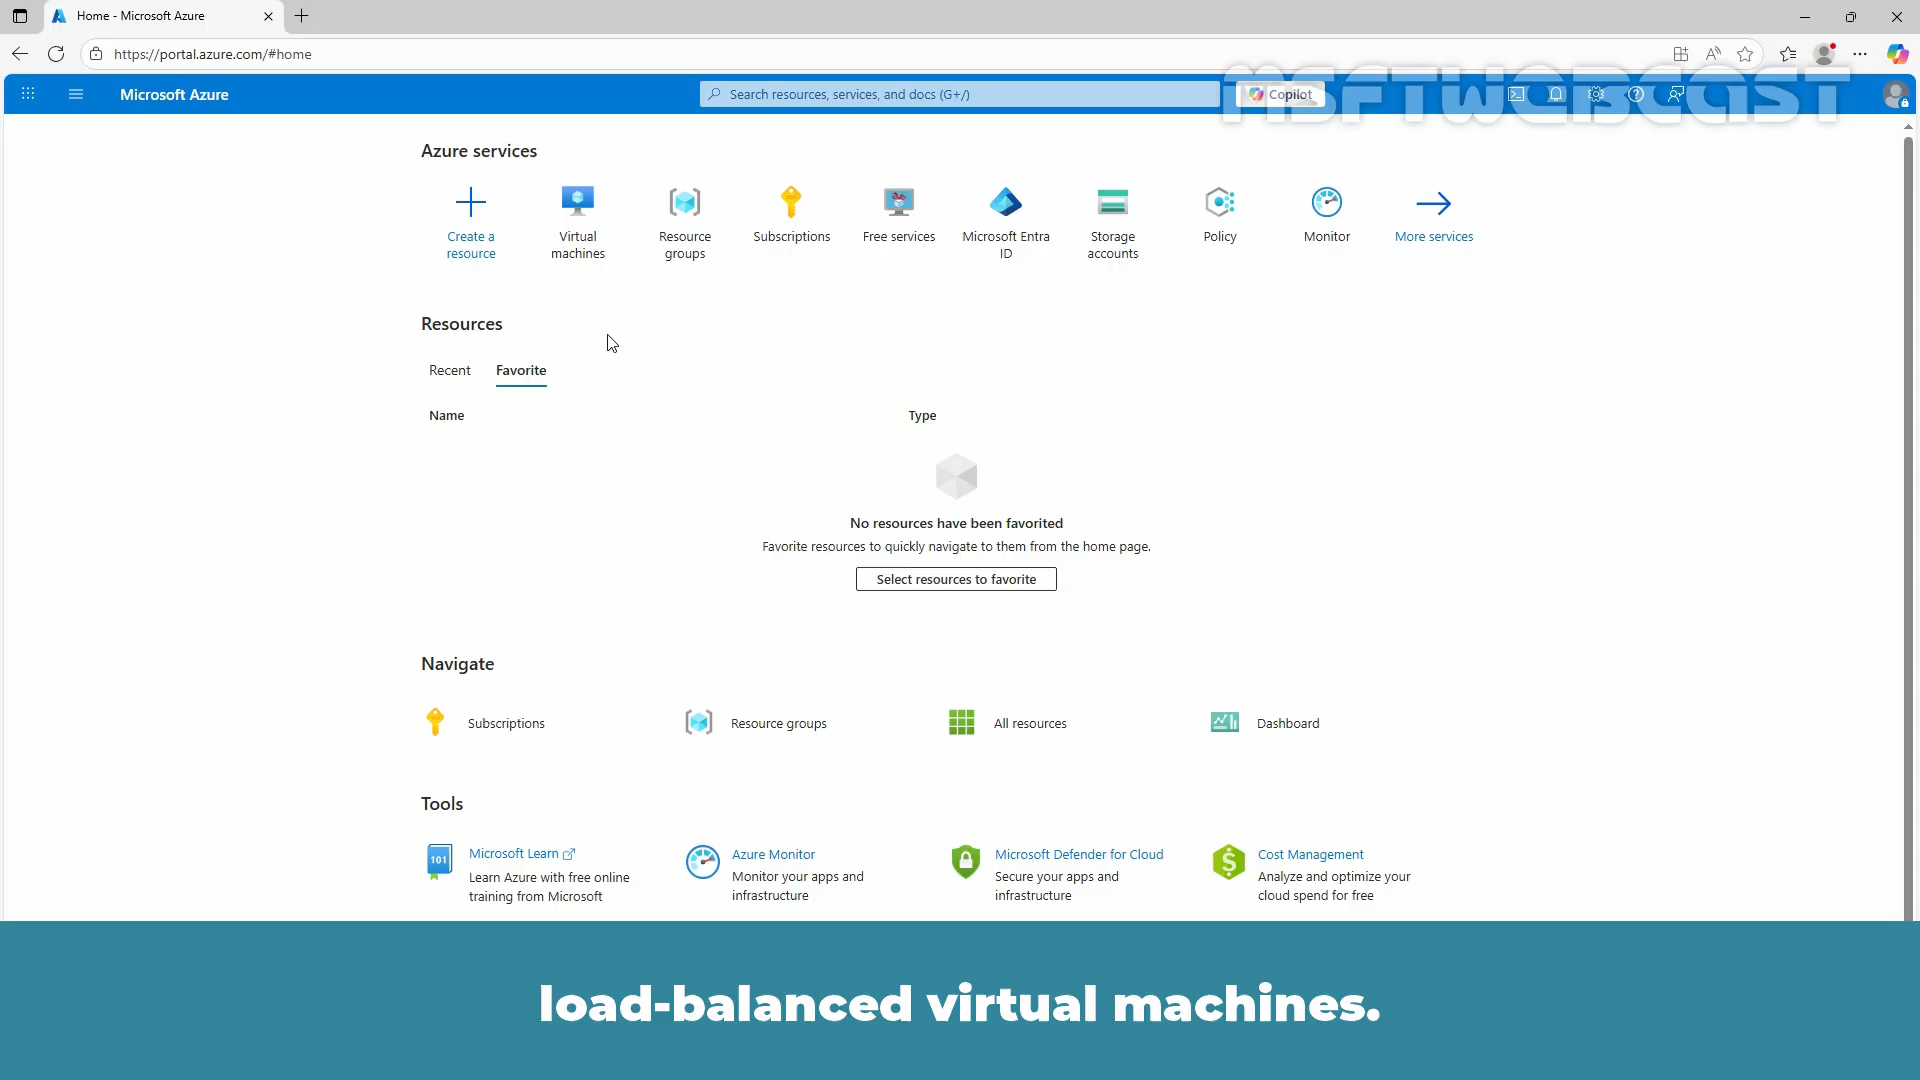 Home - Microsoft Azure
https://portal.azure.com/#home
Microsoft Azure
Search resources, services, and docs (G+/)
Copilot
MSFTWEBCAST
Azure services
Create a
resource
Virtual
machines
Resource
groups
Subscriptions
Free services
Microsoft Entra
ID
Storage
accounts
Policy
Monitor
More services
Resources
Recent
Favorite
Name
Type
No resources have been favorited
Favorite resources to quickly navigate to them from the home page.
Select resources to favorite
Navigate
Subscriptions
Resource groups
All resources
Dashboard
Tools
101
Microsoft Learn
Learn Azure with free online
training from Microsoft
Azure Monitor
Monitor your apps and
infrastructure
Microsoft Defender for Cloud
Secure your apps and
infrastructure
Cost Management
Analyze and optimize your
cloud spend for free
load-balanced virtual machines.